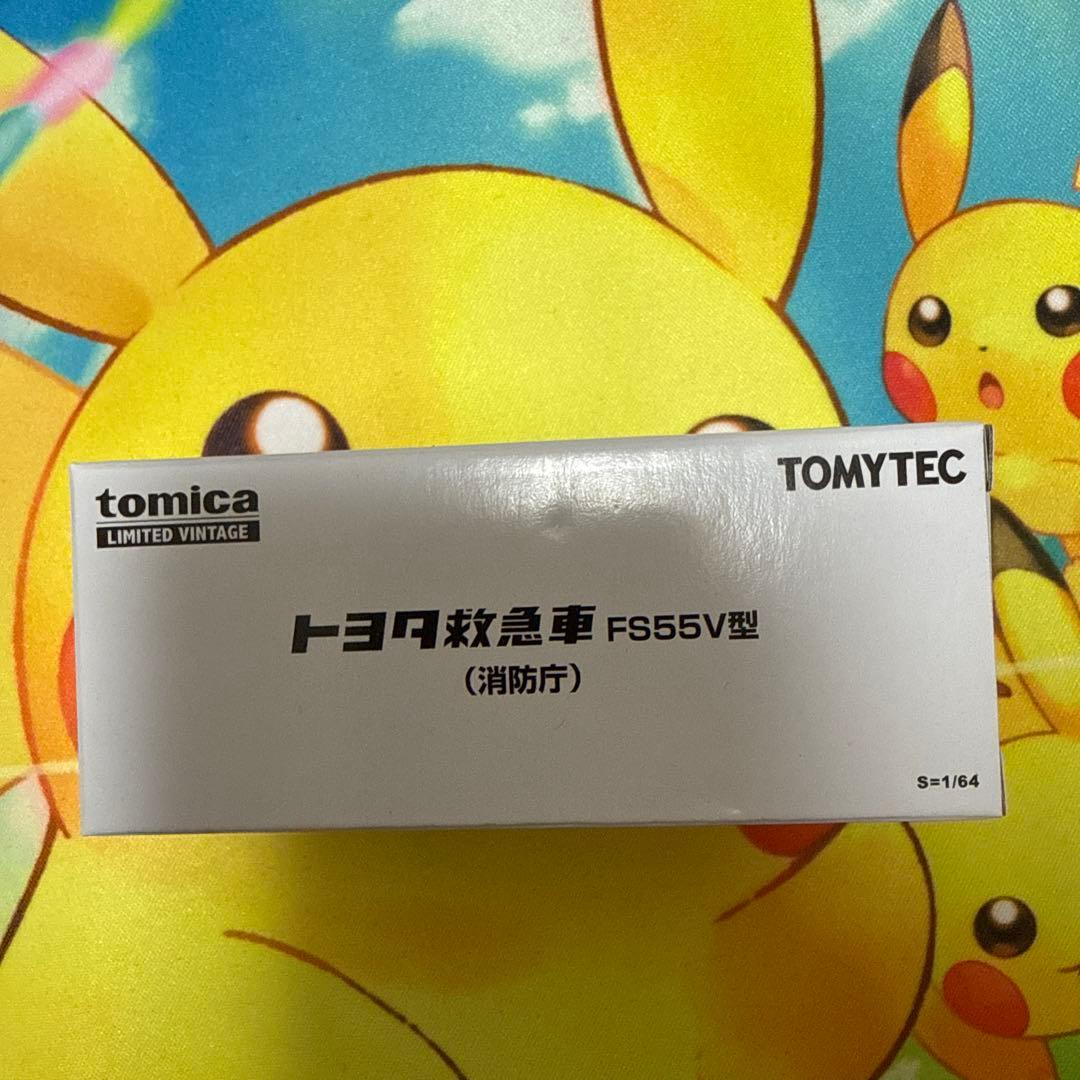 tomica
LIMITED VINTAGE
TOMYTEC
トヨタ救急車 FS55V型
（消防庁）
S=1/64